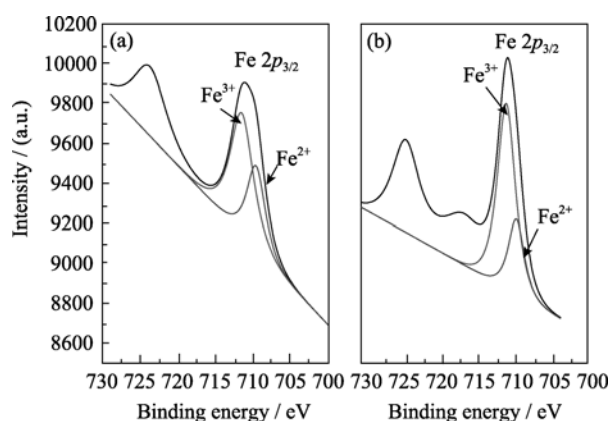 10200
10000
9800
9400
9200
9000
8800
8600
Intensity / (a.u.)
(a)
Fe 2p3/2
Fe3+
Fe2+
730 725 720 715 710 705 700
Binding energy / eV
(b)
Fe 2p3/2
Fe3+
Fe2+
730 725 720 715 710 705 700
Binding energy / eV